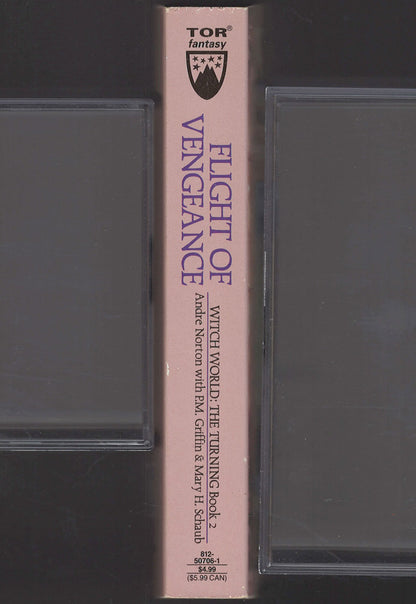 TOR®
fantasy
FLIGHT OF
VENGEANCE
WITCH WORLD: THE TURNING Book 2
Andre Norton with P.M. Griffin & Mary H. Schaub
812-
50706-1
$4.99
($5.99 CAN)